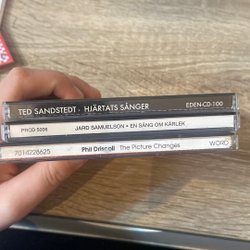 TED SANDSTEDT · HJÄRTATS SÅNGER EDEN-CD-100
PROD 5006 JARD SAMUELSON • EN SÅNG OM KÄRLEK
7014228625 Phil Driscoll The Picture Changes WORD